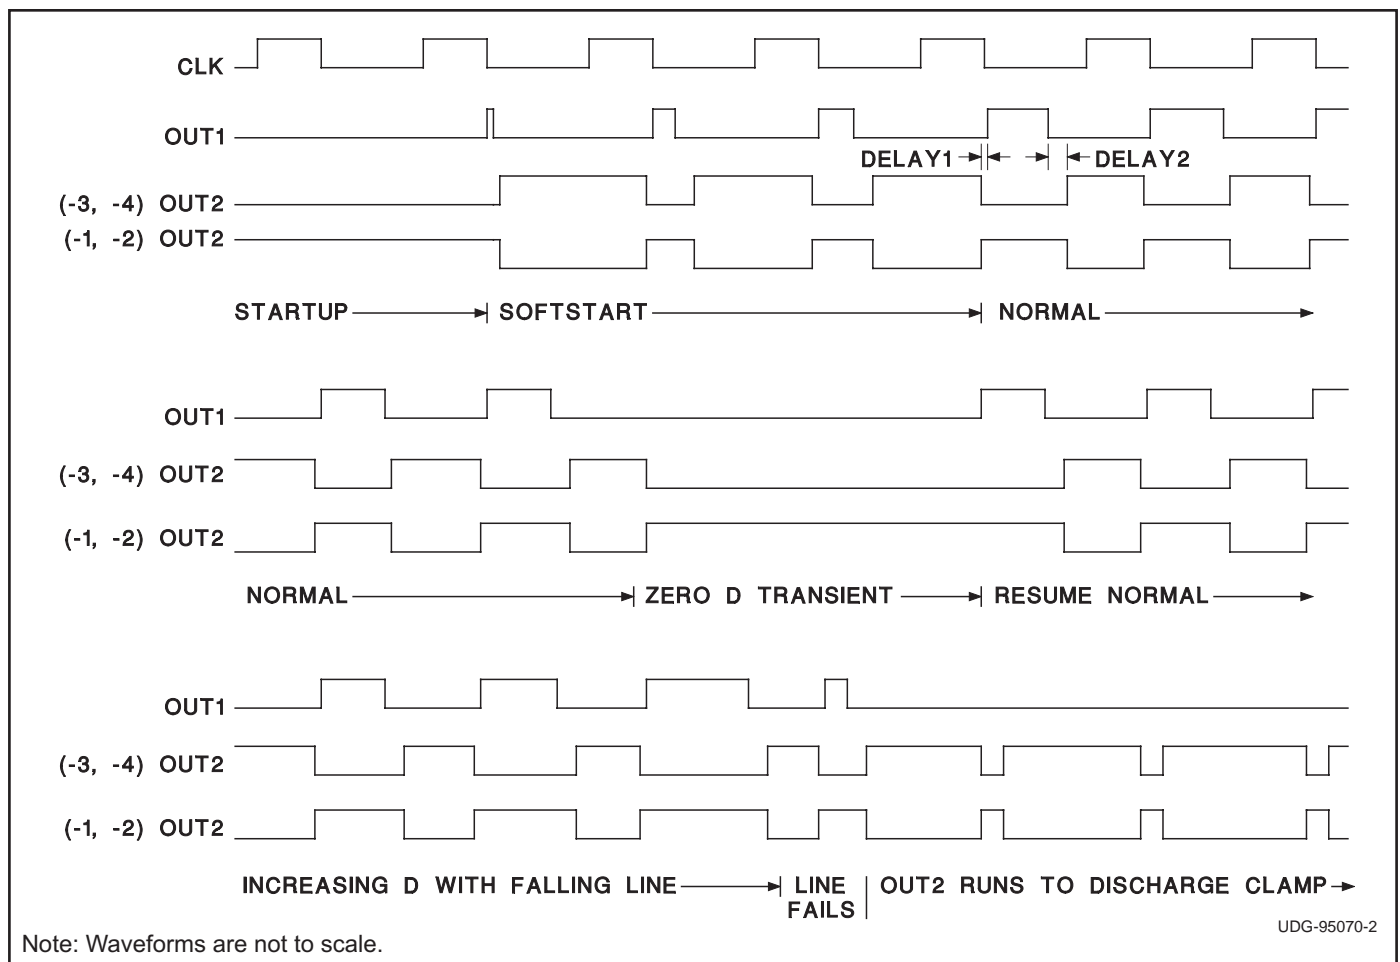 CLK
OUT1
DELAY1 DELAY2
(-3, -4) OUT2
(-1, -2) OUT2
STARTUP SOFTSTART NORMAL
OUT1
(-3, -4) OUT2
(-1, -2) OUT2
NORMAL ZERO D TRANSIENT RESUME NORMAL
OUT1
(-3, -4) OUT2
(-1, -2) OUT2
INCREASING D WITH FALLING LINE LINE FAILS OUT2 RUNS TO DISCHARGE CLAMP
UDG-95070-2
Note: Waveforms are not to scale.